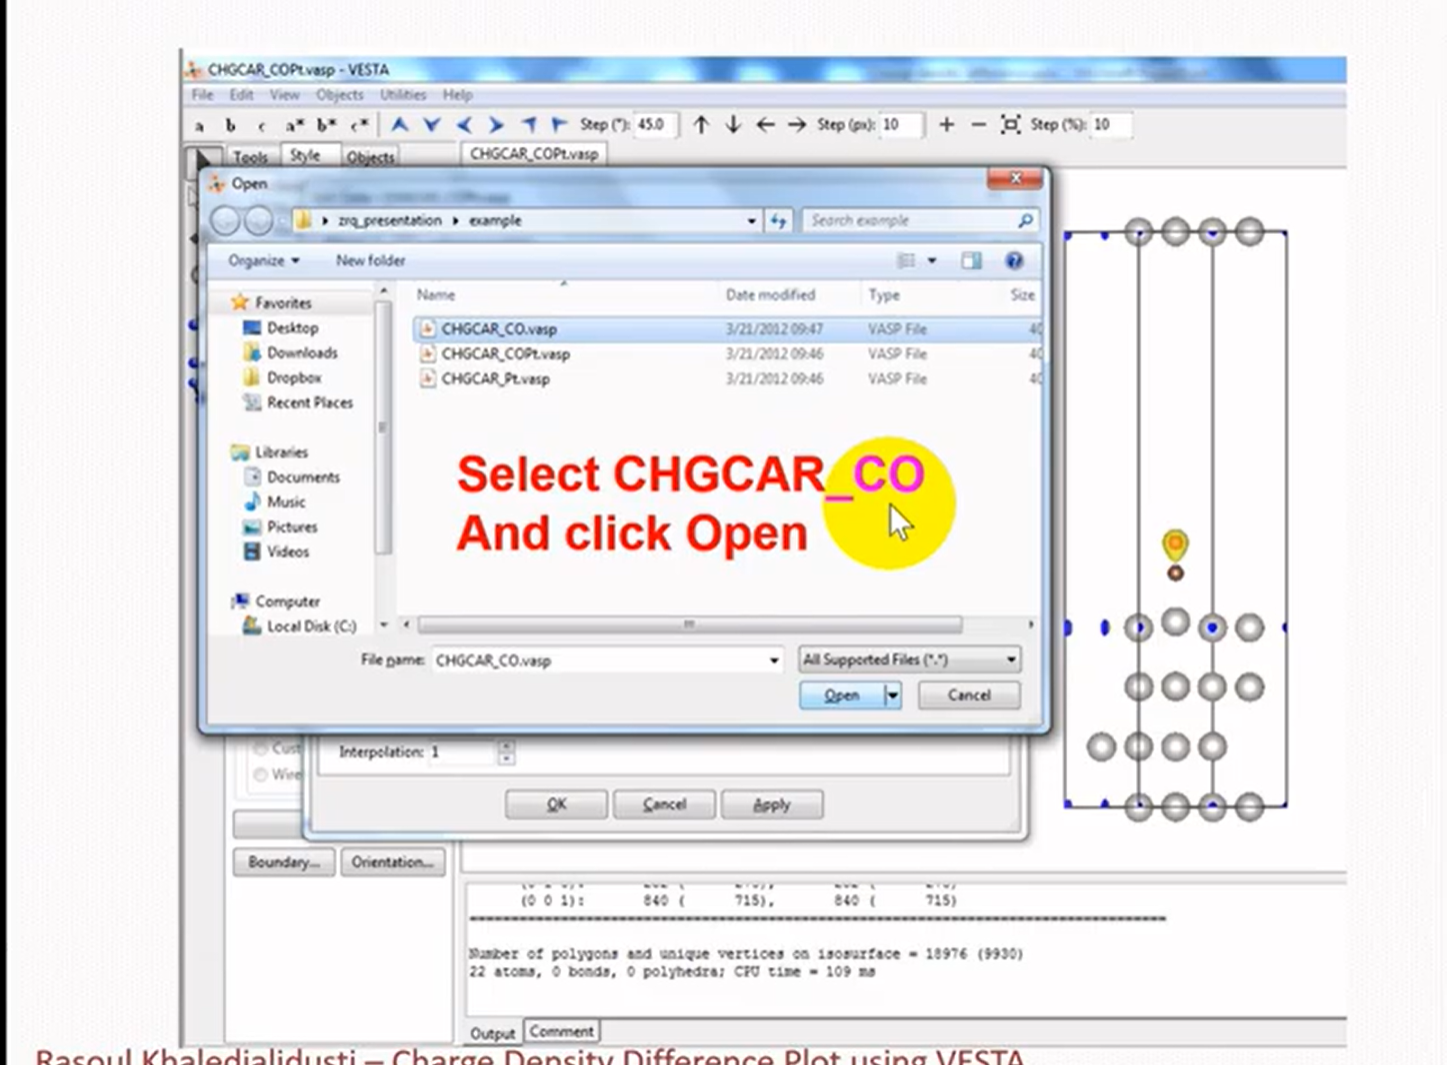 CHGCAR_COPt.vasp - VESTA
File Edit View Objects Utilities Help
a b c a* b* c* Step (°): 45.0 Step (px): 10 Step (%): 10
Tools Style Objects CHGCAR_COPt.vasp
Open
zrq_presentation example Search example
Organize New folder
Name Date modified Type Size
Favorites
Desktop
Downloads
Dropbox
Recent Places
Libraries
Documents
Music
Pictures
Videos
Computer
Local Disk (C:)
CHGCAR_CO.vasp 3/21/2012 09:47 VASP File 40
CHGCAR_COPt.vasp 3/21/2012 09:46 VASP File 40
CHGCAR_Pt.vasp 3/21/2012 09:46 VASP File 40
Select CHGCAR_CO
And click Open
File name: CHGCAR_CO.vasp All Supported Files (*.*)
Open Cancel
Cust
Wire
Interpolation: 1
OK Cancel Apply
Boundary... Orientation...
(0 0 1): 840 ( 715), 840 ( 715)
Number of polygons and unique vertices on isosurface = 18976 (9930)
22 atoms, 0 bonds, 0 polyhedra; CPU time = 109 ms
Output Comment
Rasoul Khaledialidusti – Charge Density Difference Plot using VESTA